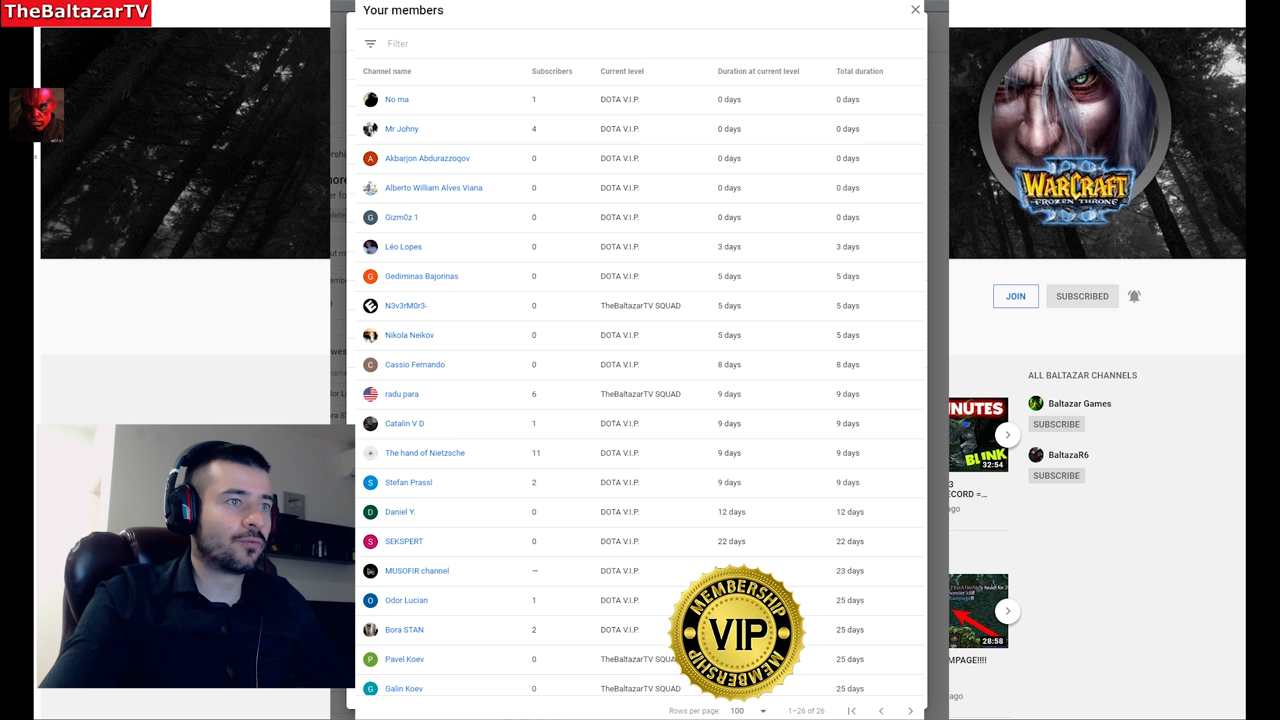 TheBaltazarTV
Your members
Filter
Channel name Subscribers Current level Duration at current level Total duration
No ma 1 DOTA V.I.P. 0 days 0 days
Mr Johny 4 DOTA V.I.P. 0 days 0 days
A Akbarjon Abdurazzoqov 0 DOTA V.I.P. 0 days 0 days
Alberto William Alves Viana 0 DOTA V.I.P. 0 days 0 days
G Gizm0z 1 0 DOTA V.I.P. 0 days 0 days
Léo Lopes 0 DOTA V.I.P. 3 days 3 days
G Gediminas Bajorinas 0 DOTA V.I.P. 5 days 5 days
N3v3rM0r3- 0 TheBaltazarTV SQUAD 5 days 5 days
Nikola Neikov 0 DOTA V.I.P. 5 days 5 days
C Cassio Fernando 0 DOTA V.I.P. 8 days 8 days
radu para 6 TheBaltazarTV SQUAD 9 days 9 days
Catalin V D 1 DOTA V.I.P. 9 days 9 days
The hand of Nietzsche 11 DOTA V.I.P. 9 days 9 days
S Stefan Prassl 2 DOTA V.I.P. 9 days 9 days
D Daniel Y. 0 DOTA V.I.P. 12 days 12 days
S SEKSPERT 0 DOTA V.I.P. 22 days 22 days
MUSOFIR channel — DOTA V.I.P. 23 days
O Odor Lucian 1 DOTA V.I.P. 25 days
Bora STAN 2 DOTA V.I.P. 25 days
P Pavel Koev 0 TheBaltazarTV SQUA 25 days
G Galin Koev 0 TheBaltazarTV SQUAD 25 days
Rows per page: 100 1–26 of 26
MEMBERSHIP
VIP
MEMBERSHIP
WARCRAFT
III
FROZEN THRONE
JOIN SUBSCRIBED
ALL BALTAZAR CHANNELS
Baltazar Games
SUBSCRIBE
BaltazaR6
SUBSCRIBE
NUTES
BLINK
32:54
3
ECORD =...
ago
28:58
MPAGE!!!!
ago